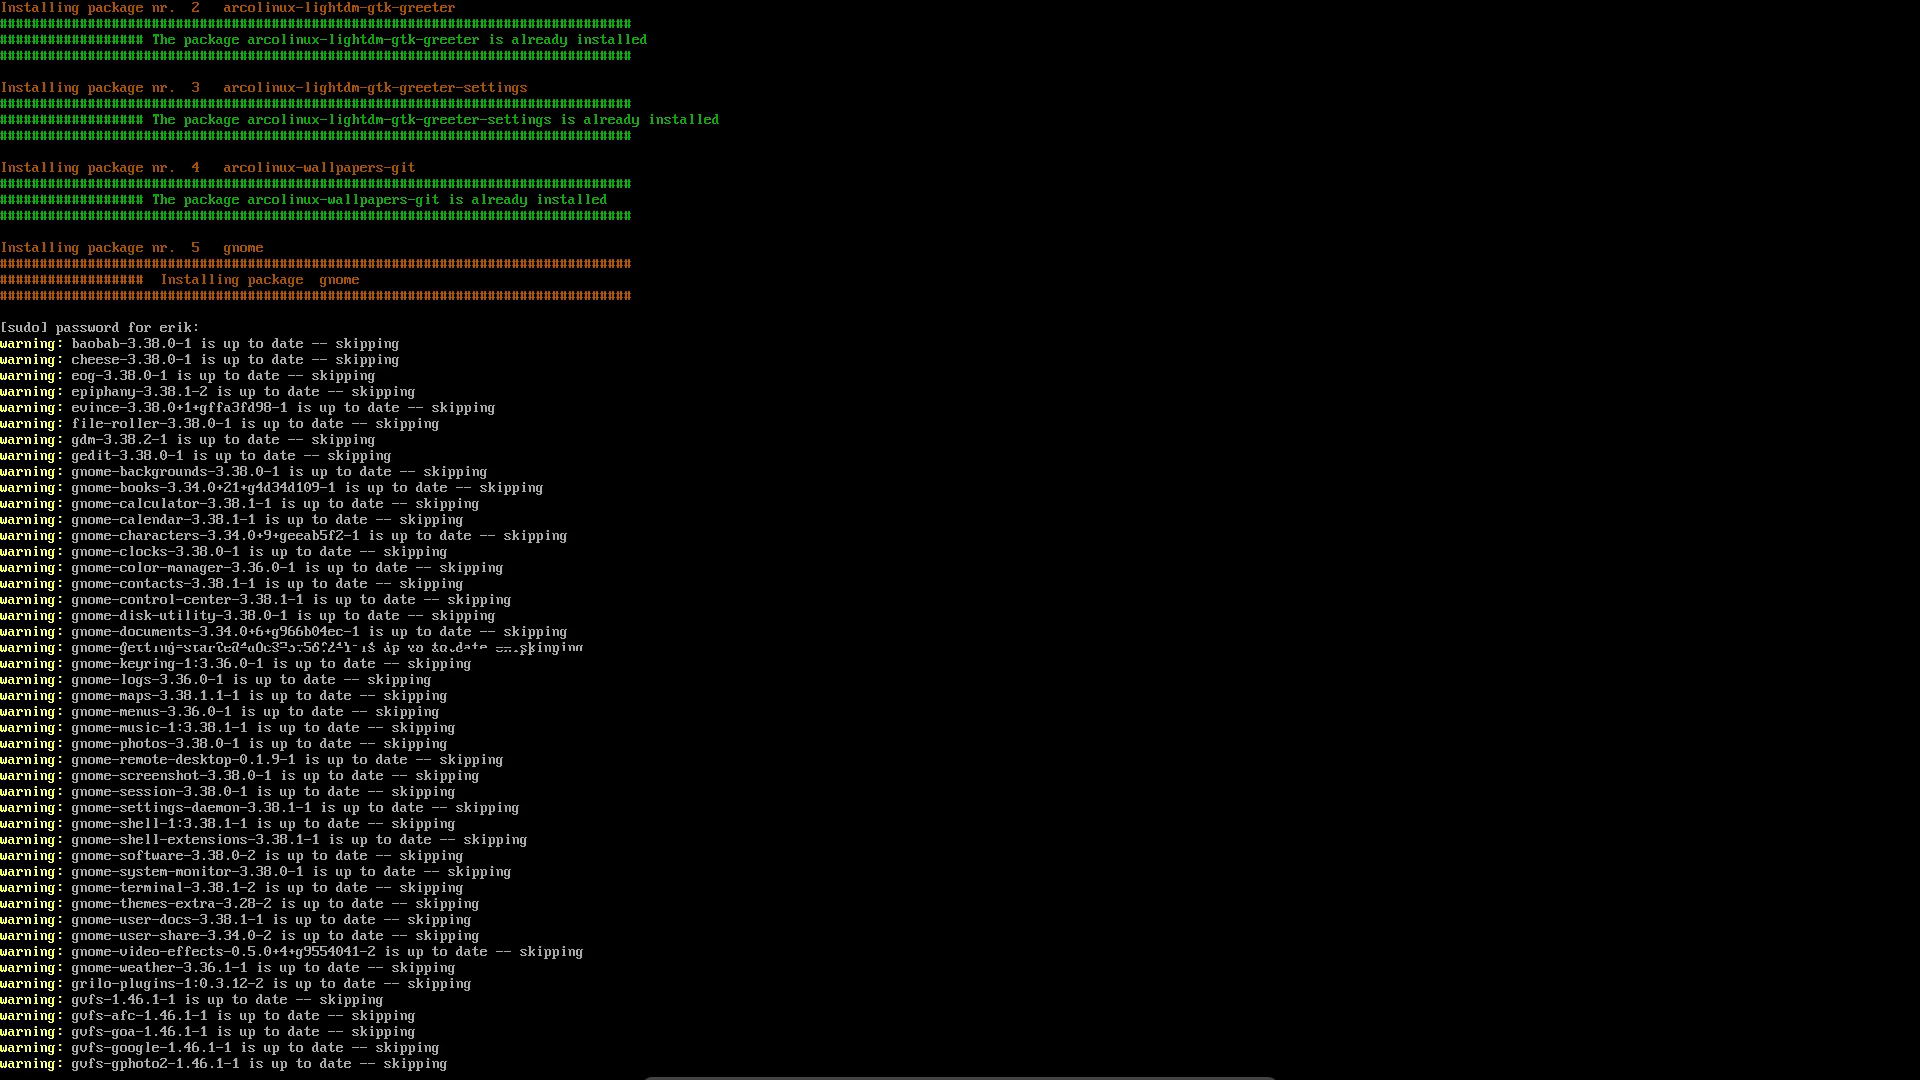 Installing package nr.  2   arcolinux-lightdm-gtk-greeter
###############################################################################
################## The package arcolinux-lightdm-gtk-greeter is already installed
###############################################################################
Installing package nr.  3   arcolinux-lightdm-gtk-greeter-settings
###############################################################################
################## The package arcolinux-lightdm-gtk-greeter-settings is already installed
###############################################################################
Installing package nr.  4   arcolinux-wallpapers-git
###############################################################################
################## The package arcolinux-wallpapers-git is already installed
###############################################################################
Installing package nr.  5   gnome
###############################################################################
##################  Installing package  gnome
###############################################################################
[sudo] password for erik:
warning: baobab-3.38.0-1 is up to date -- skipping
warning: cheese-3.38.0-1 is up to date -- skipping
warning: eog-3.38.0-1 is up to date -- skipping
warning: epiphany-3.38.1-2 is up to date -- skipping
warning: evince-3.38.0+1+gffa3fd98-1 is up to date -- skipping
warning: file-roller-3.38.0-1 is up to date -- skipping
warning: gdm-3.38.2-1 is up to date -- skipping
warning: gedit-3.38.0-1 is up to date -- skipping
warning: gnome-backgrounds-3.38.0-1 is up to date -- skipping
warning: gnome-books-3.34.0+21+g4d34d109-1 is up to date -- skipping
warning: gnome-calculator-3.38.1-1 is up to date -- skipping
warning: gnome-calendar-3.38.1-1 is up to date -- skipping
warning: gnome-characters-3.34.0+9+geeab5f2-1 is up to date -- skipping
warning: gnome-clocks-3.38.0-1 is up to date -- skipping
warning: gnome-color-manager-3.36.0-1 is up to date -- skipping
warning: gnome-contacts-3.38.1-1 is up to date -- skipping
warning: gnome-control-center-3.38.1-1 is up to date -- skipping
warning: gnome-disk-utility-3.38.0-1 is up to date -- skipping
warning: gnome-documents-3.34.0+6+g966b04ec-1 is up to date -- skipping
warning:
warning: gnome-keyring-1:3.36.0-1 is up to date -- skipping
warning: gnome-logs-3.36.0-1 is up to date -- skipping
warning: gnome-maps-3.38.1.1-1 is up to date -- skipping
warning: gnome-menus-3.36.0-1 is up to date -- skipping
warning: gnome-music-1:3.38.1-1 is up to date -- skipping
warning: gnome-photos-3.38.0-1 is up to date -- skipping
warning: gnome-remote-desktop-0.1.9-1 is up to date -- skipping
warning: gnome-screenshot-3.38.0-1 is up to date -- skipping
warning: gnome-session-3.38.0-1 is up to date -- skipping
warning: gnome-settings-daemon-3.38.1-1 is up to date -- skipping
warning: gnome-shell-1:3.38.1-1 is up to date -- skipping
warning: gnome-shell-extensions-3.38.1-1 is up to date -- skipping
warning: gnome-software-3.38.0-2 is up to date -- skipping
warning: gnome-system-monitor-3.38.0-1 is up to date -- skipping
warning: gnome-terminal-3.38.1-2 is up to date -- skipping
warning: gnome-themes-extra-3.28-2 is up to date -- skipping
warning: gnome-user-docs-3.38.1-1 is up to date -- skipping
warning: gnome-user-share-3.34.0-2 is up to date -- skipping
warning: gnome-video-effects-0.5.0+4+g9554041-2 is up to date -- skipping
warning: gnome-weather-3.36.1-1 is up to date -- skipping
warning: grilo-plugins-1:0.3.12-2 is up to date -- skipping
warning: gvfs-1.46.1-1 is up to date -- skipping
warning: gvfs-afc-1.46.1-1 is up to date -- skipping
warning: gvfs-goa-1.46.1-1 is up to date -- skipping
warning: gvfs-google-1.46.1-1 is up to date -- skipping
warning: gvfs-gphoto2-1.46.1-1 is up to date -- skipping